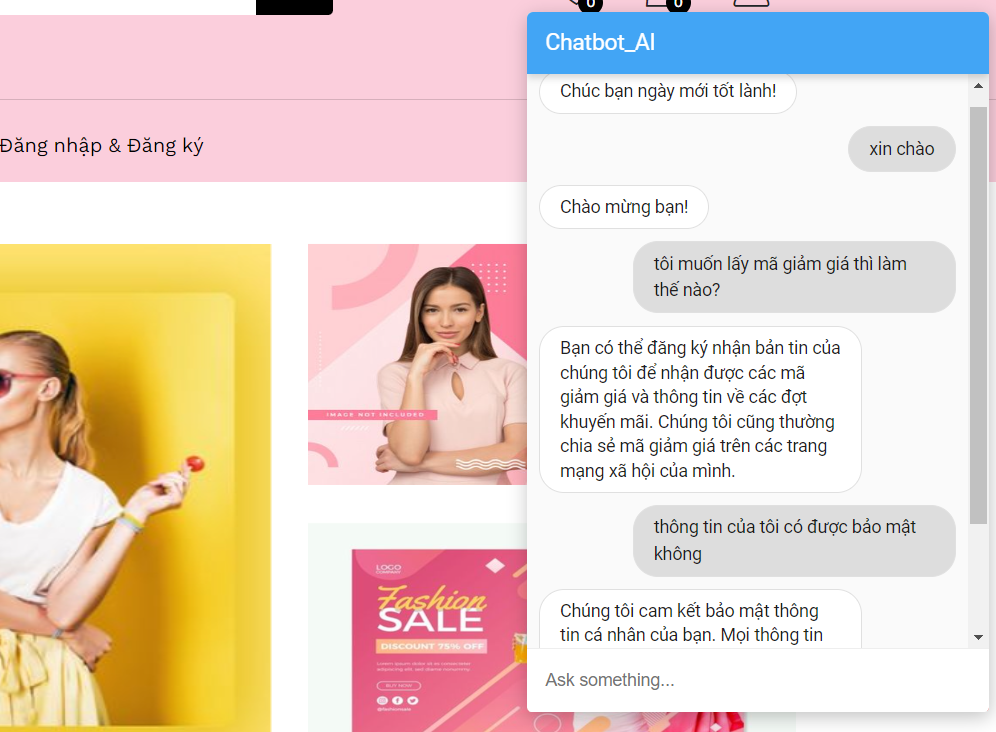 0
0
Chatbot_AI
Chúc bạn ngày mới tốt lành!
Đăng nhập & Đăng ký
xin chào
Chào mừng bạn!
tôi muốn lấy mã giảm giá thì làm
thế nào?
Bạn có thể đăng ký nhận bản tin của
chúng tôi để nhận được các mã
giảm giá và thông tin về các đợt
khuyến mãi. Chúng tôi cũng thường
chia sẻ mã giảm giá trên các trang
mạng xã hội của mình.
thông tin của tôi có được bảo mật
không
Chúng tôi cam kết bảo mật thông
tin cá nhân của bạn. Mọi thông tin
Ask something...
IMAGE NOT INCLUDED
LOGO
COMPANY
Fashion
SALE
DISCOUNT 75% OFF
BUY NOW
@fashionsale